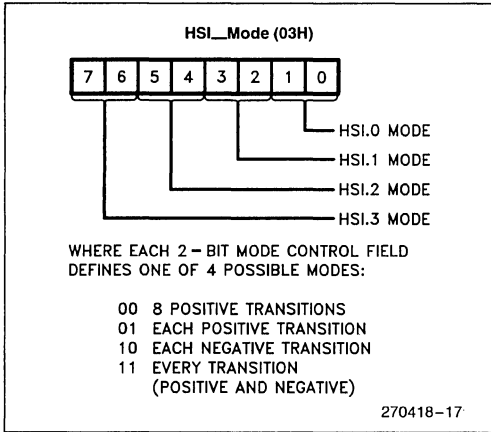 HSI__Mode (03H)
7 6 5 4 3 2 1 0
HSI.0 MODE
HSI.1 MODE
HSI.2 MODE
HSI.3 MODE
WHERE EACH 2-BIT MODE CONTROL FIELD
DEFINES ONE OF 4 POSSIBLE MODES:
00 8 POSITIVE TRANSITIONS
01 EACH POSITIVE TRANSITION
10 EACH NEGATIVE TRANSITION
11 EVERY TRANSITION
(POSITIVE AND NEGATIVE)
270418-17